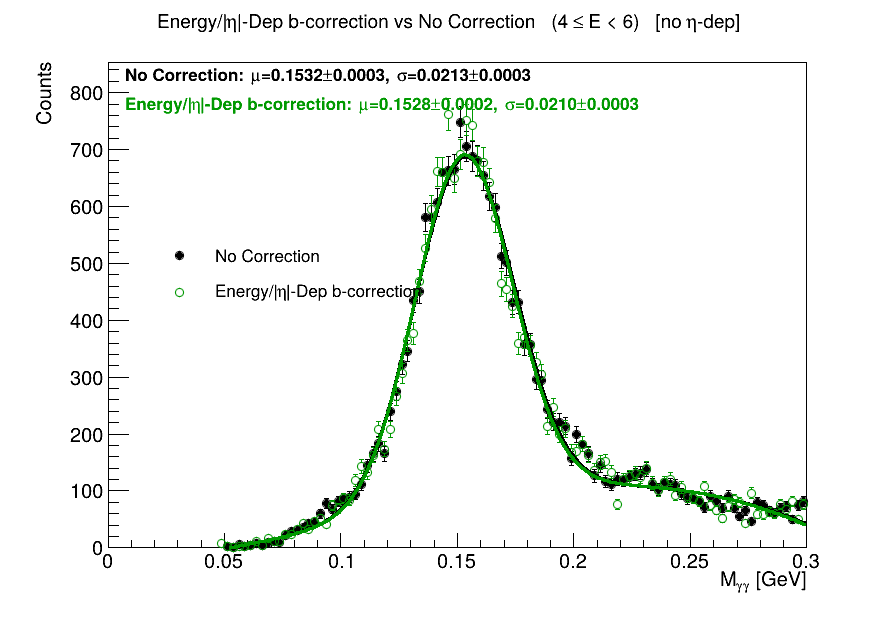 Energy/|η|-Dep b-correction vs No Correction (4 ≤ E < 6) [no η-dep]
Counts
No Correction: μ=0.1532±0.0003, σ=0.0213±0.0003
Energy/|η|-Dep b-correction: μ=0.1528±0.0002, σ=0.0210±0.0003
800
700
600
500
400
300
200
100
0
No Correction
Energy/|η|-Dep b-correction
0 0.05 0.1 0.15 0.2 0.25 0.3
Mγγ [GeV]